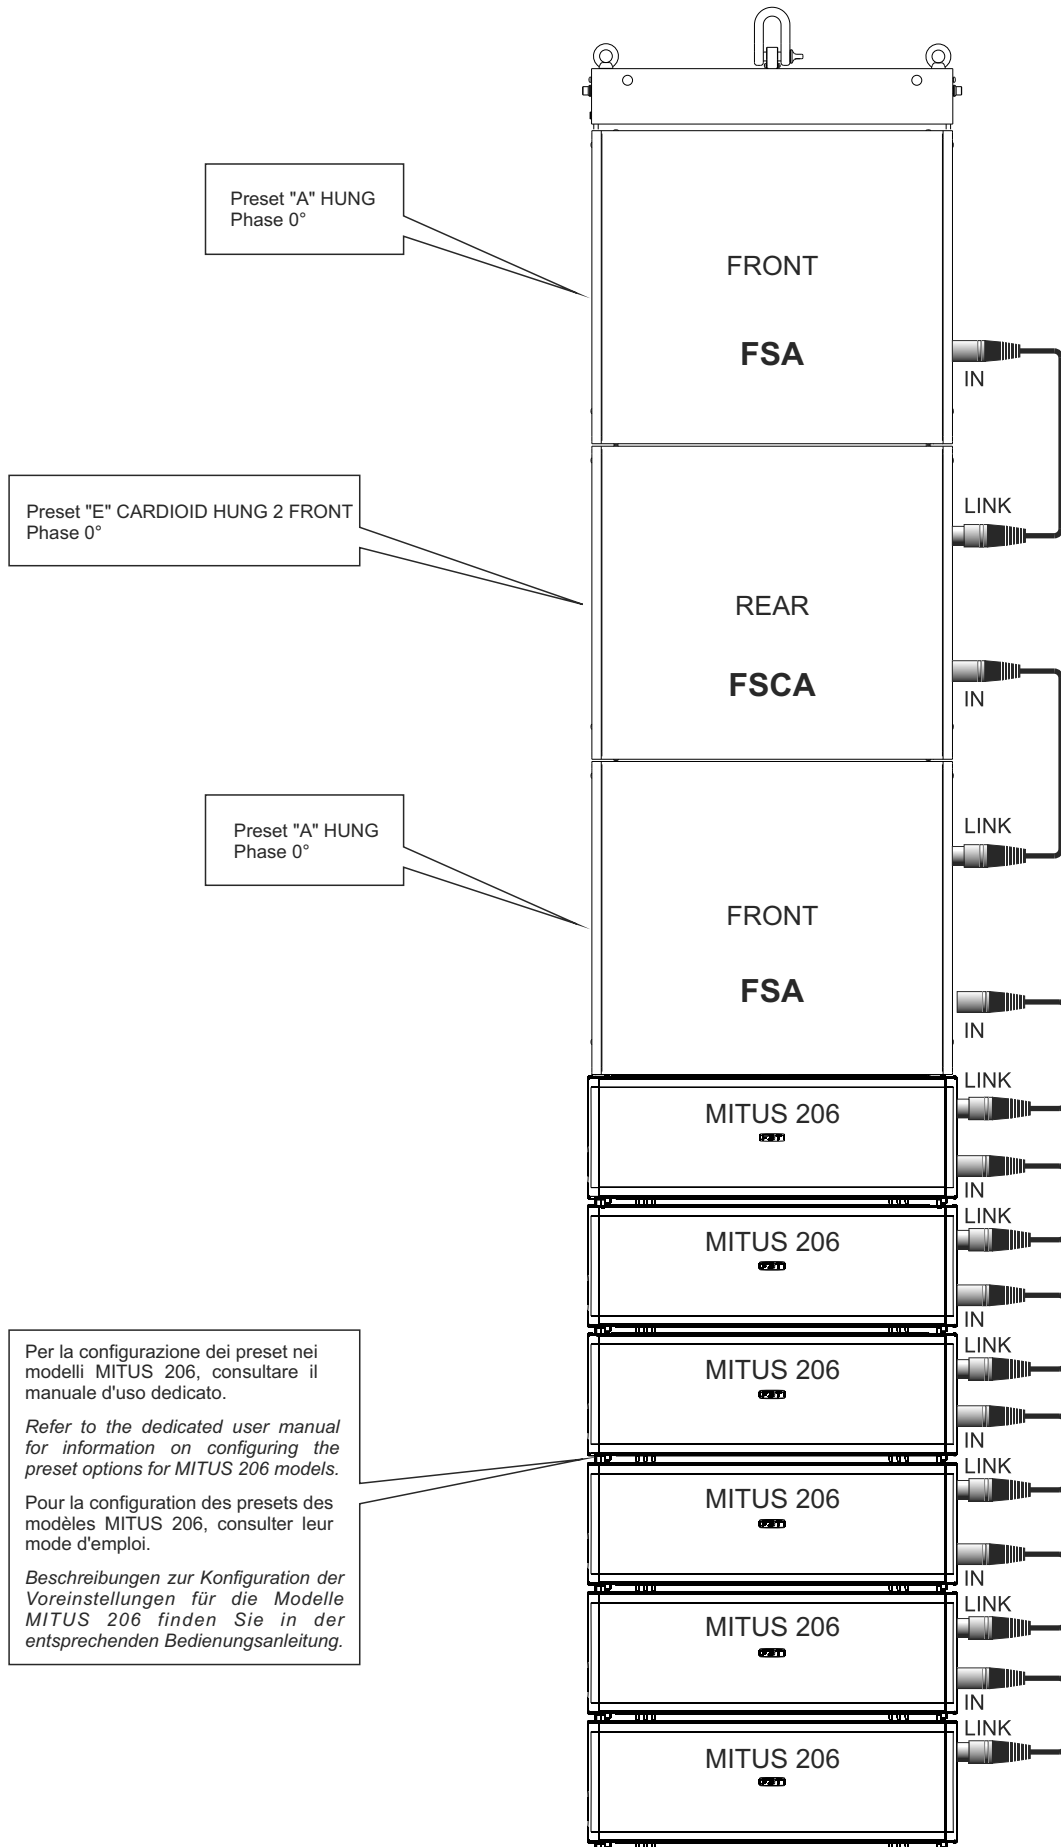 Preset "A" HUNG
Phase 0°
FRONT
FSA
IN
Preset "E" CARDIOID HUNG 2 FRONT
Phase 0°
LINK
REAR
FSCA
IN
Preset "A" HUNG
Phase 0°
LINK
FRONT
FSA
IN
LINK
MITUS 206
IN
LINK
MITUS 206
IN
LINK
MITUS 206
IN
LINK
MITUS 206
IN
LINK
MITUS 206
IN
LINK
MITUS 206
Per la configurazione dei preset nei
modelli MITUS 206, consultare il
manuale d'uso dedicato.
Refer to the dedicated user manual
for information on configuring the
preset options for MITUS 206 models.
Pour la configuration des presets des
modèles MITUS 206, consulter leur
mode d'emploi.
Beschreibungen zur Konfiguration der
Voreinstellungen für die Modelle
MITUS 206 finden Sie in der
entsprechenden Bedienungsanleitung.